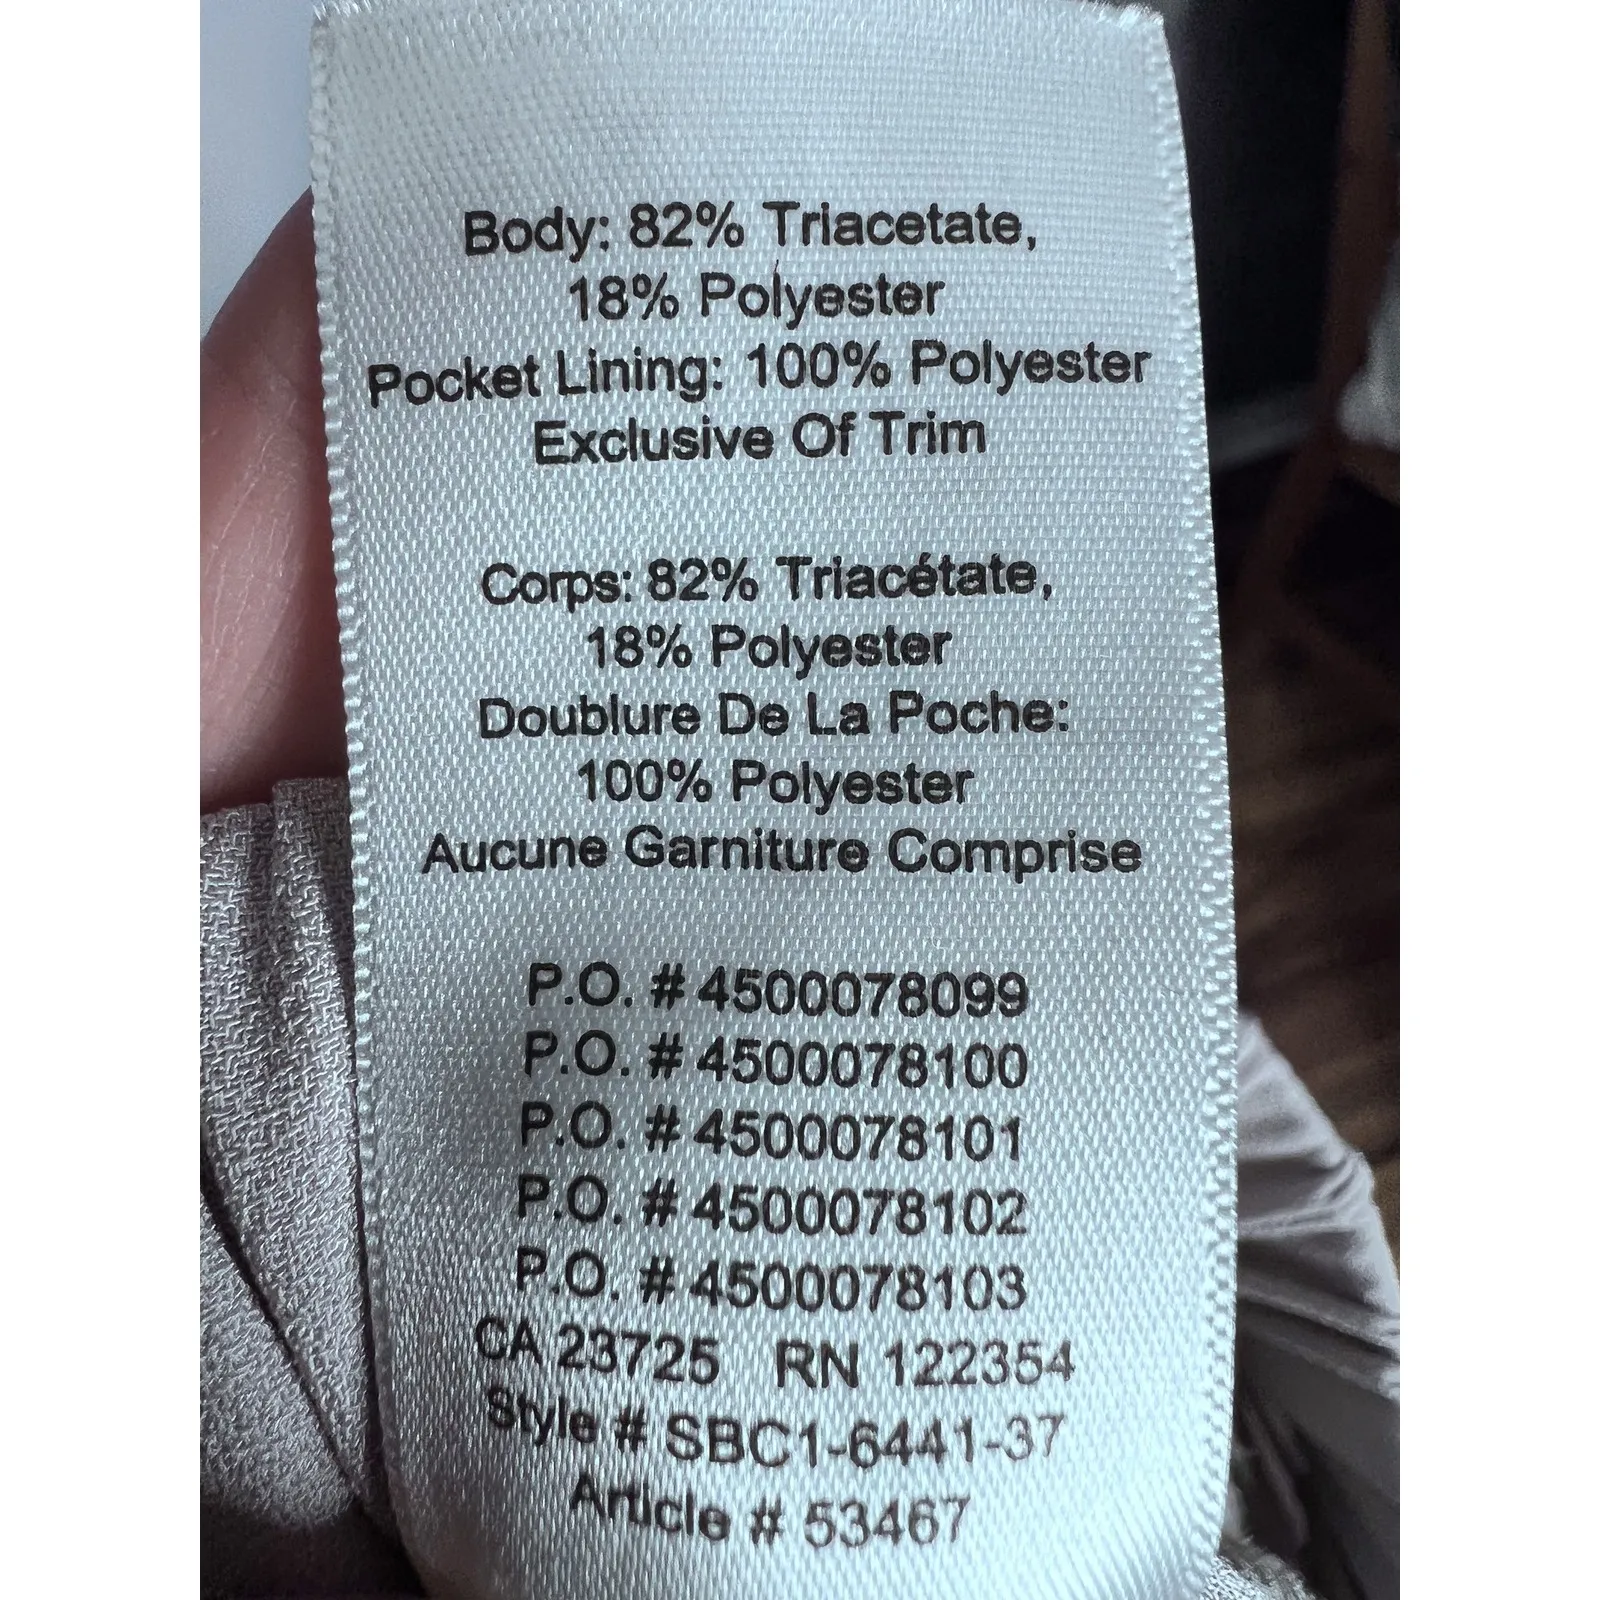 Body: 82% Triacetate,
18% Polyester
Pocket Lining: 100% Polyester
Exclusive Of Trim
Corps: 82% Triacétate,
18% Polyester
Doublure De La Poche:
100% Polyester
Aucune Garniture Comprise
P.O. # 4500078099
P.O. # 4500078100
P.O. # 4500078101
P.O. # 4500078102
P.O. # 4500078103
CA 23725 RN 122354
Style # SBC1-6441-37
Article # 53467